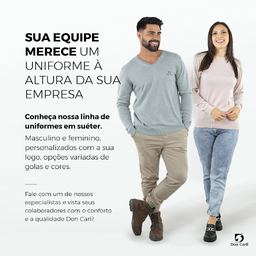 SUA EQUIPE
MERECE UM
UNIFORME À
ALTURA DA SUA
EMPRESA
Conheça nossa linha de
uniformes em suéter.
Masculino e feminino,
personalizados com a sua
logo, opções variadas de
golas e cores.
Fale com um de nossos
especialistas e vista seus
colaboradores com o conforto
e a qualidade Don Carli!
Don Carli